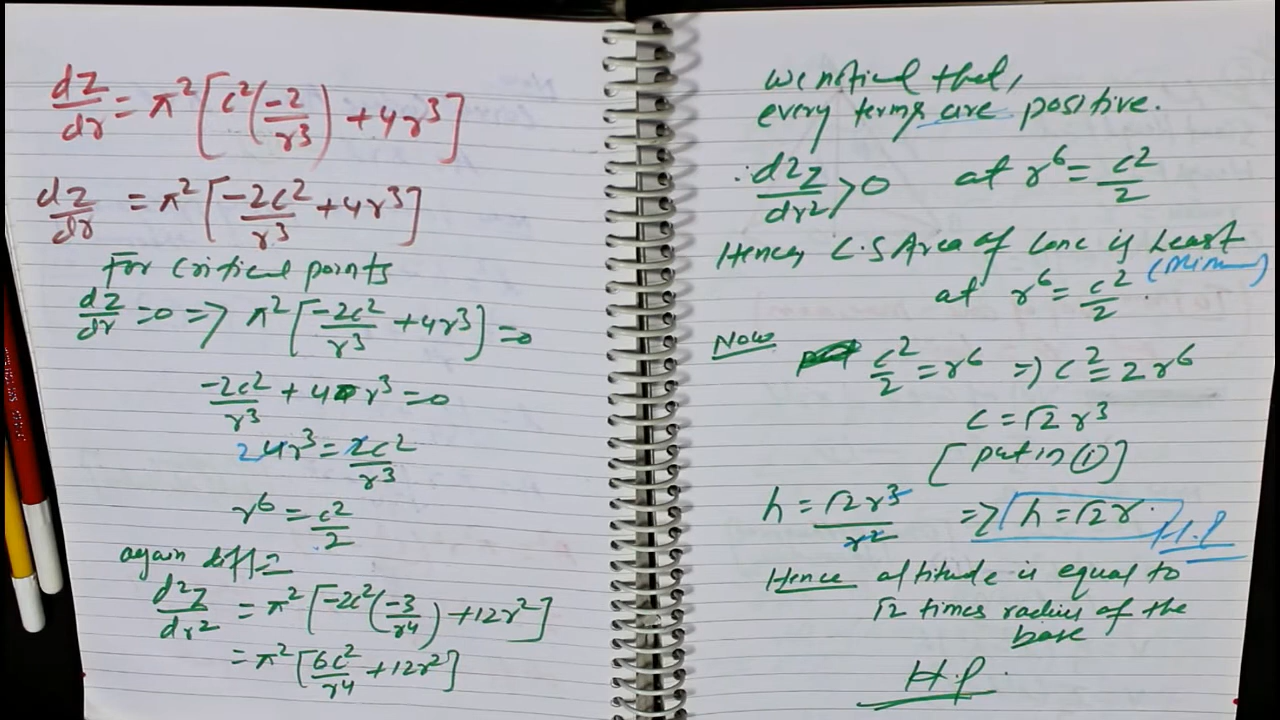 dz/dr = π² [c²(-2/r³) + 4r³]
dz/dr = π² [-2c²/r³ + 4r³]
For Critical points
dz/dr = 0 => π² [-2c²/r³ + 4r³] = 0
-2c²/r³ + 4 r³ = 0
2 4r³ = 2c²/r³
r⁶ = c²/2
again diff.
d²z/dr² = π² [-2c²(-3/r⁴) + 12r²]
= π² [6c²/r⁴ + 12r²]
we notice that,
every terms are positive.
∴ d²z/dr² > 0 at r⁶ = c²/2
Hence, C.S Area of Cone is Least
(Minm)
at r⁶ = c²/2.
Now
c²/2 = r⁶ => c² = 2r⁶
c = √2 r³
[put in ①]
h = √2 r³/r² => h = √2 r. H.P
Hence altitude is equal to
√2 times radius of the
base
H.P.